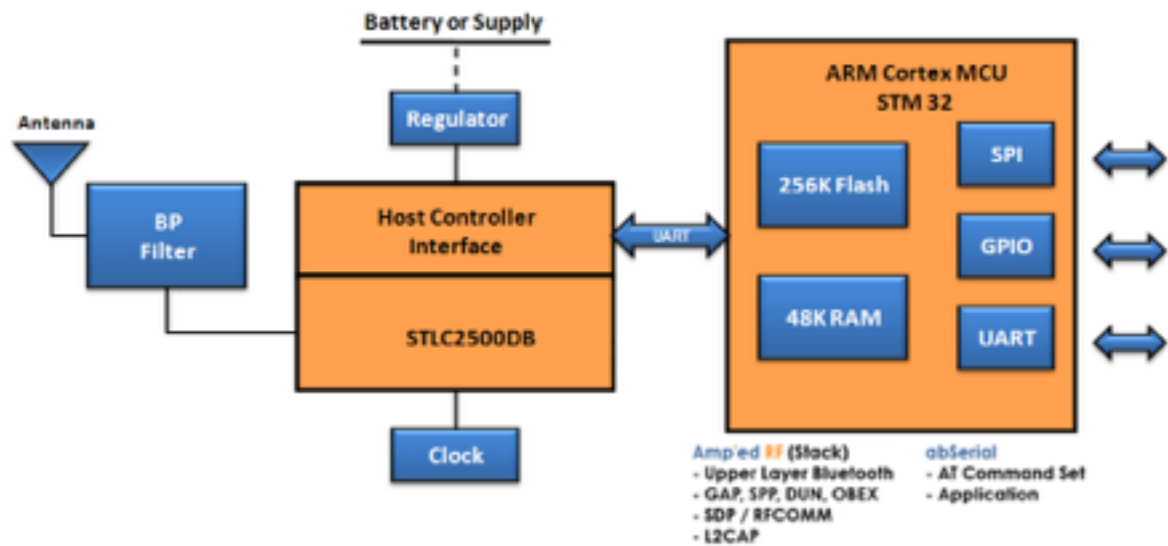 Battery or Supply
Antenna
Regulator
BP
Filter
Host Controller
Interface
STLC2500DB
Clock
UART
ARM Cortex MCU
STM 32
256K Flash
48K RAM
SPI
GPIO
UART
Amp'ed RF (Stack)
- Upper Layer Bluetooth
- GAP, SPP, DUN, OBEX
- SDP / RFCOMM
- L2CAP
abSerial
- AT Command Set
- Application